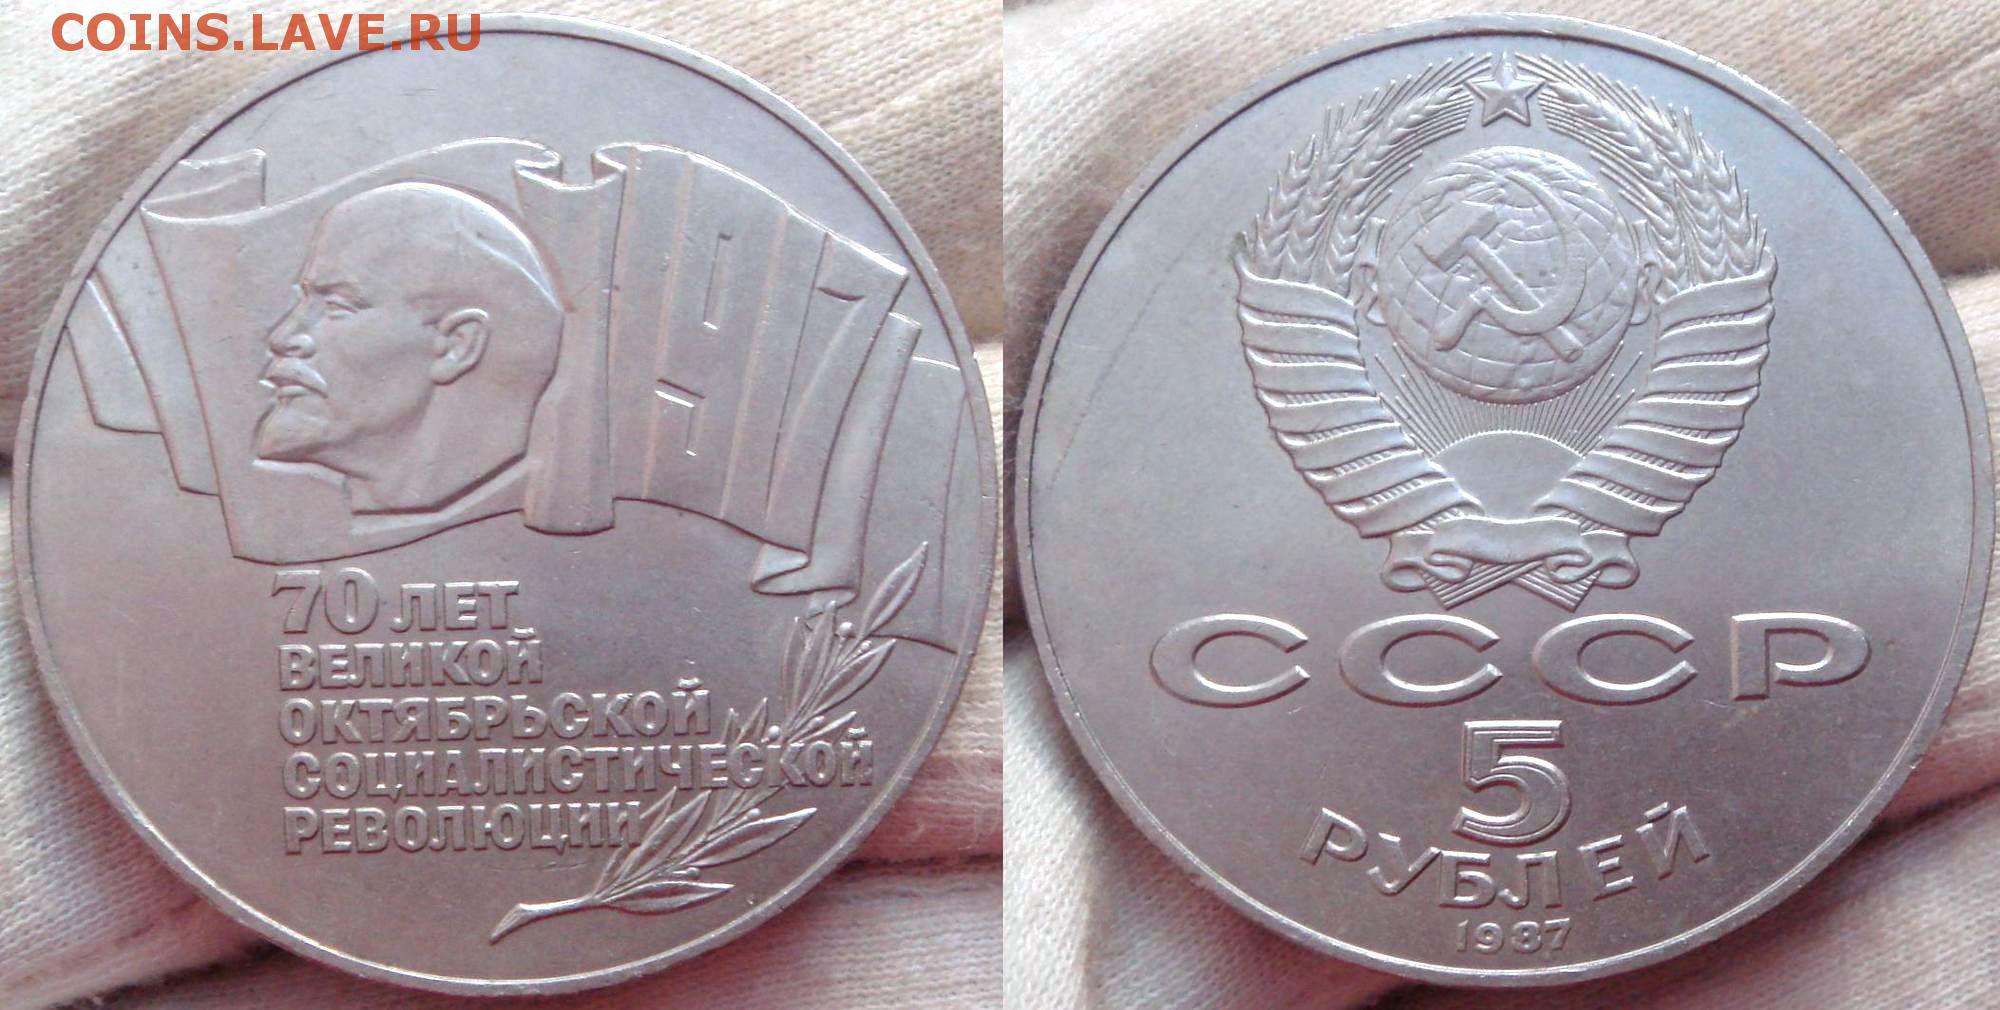 COINS.LAVE.RU
1917
70 ЛЕТ
ВЕЛИКОЙ
ОКТЯБРЬСКОЙ
СОЦИАЛИСТИЧЕСКОЙ
РЕВОЛЮЦИИ
СССР
5
РУБЛЕЙ
1987